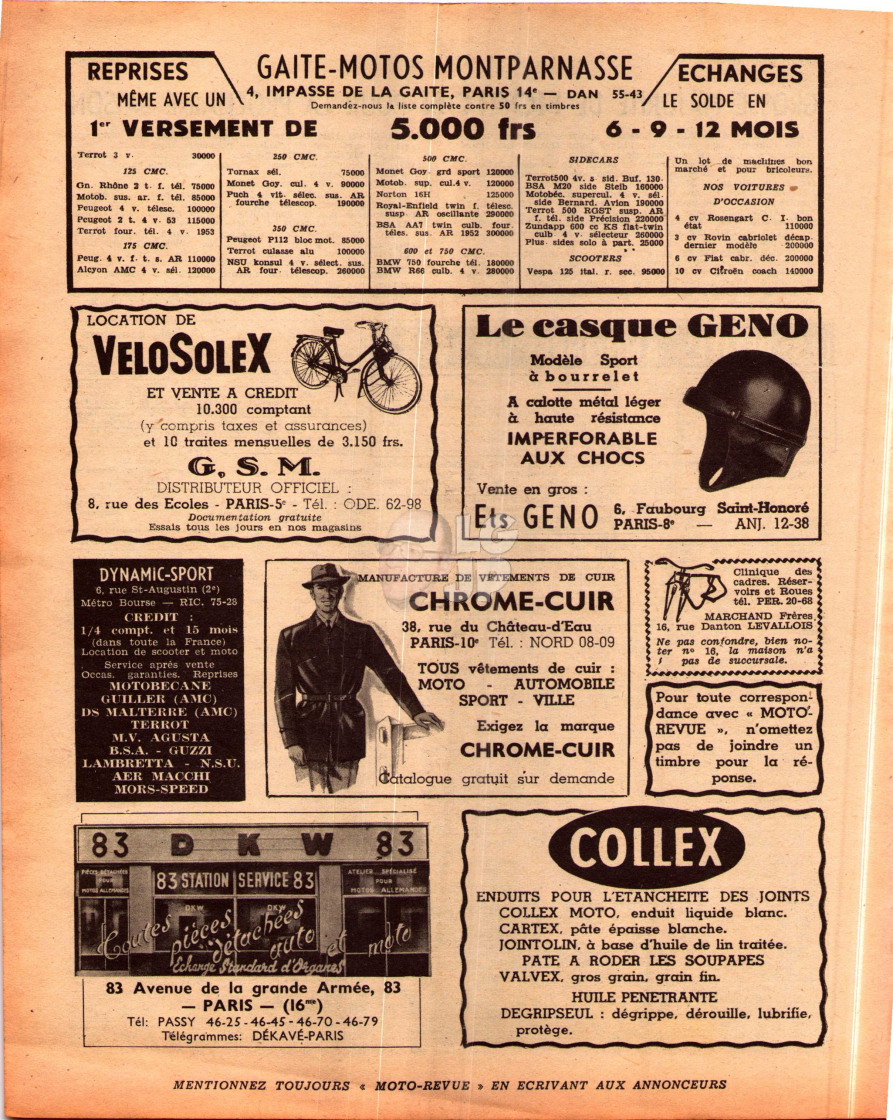 REPRISES
MÊME AVEC UN
GAITE-MOTOS MONTPARNASSE
4, IMPASSE DE LA GAITE, PARIS 14e — DAN 55-43
Demandez-nous la liste complète contre 50 frs en timbres
ECHANGES
LE SOLDE EN
1er VERSEMENT DE 5.000 frs 6 - 9 - 12 MOIS
Terrot 3 v. 30000
125 CMC.
Gn. Rhône 2 t. f. tél. 75000
Motob. sus. ar. f. tél. 85000
Peugeot 4 v. télesc. 100000
Peugeot 2 t. 4 v. 53 115000
Terrot four. tél. 4 v. 1953
175 CMC.
Peug. 4 v. f. t. s. AR 110000
Alcyon AMC 4 v. sél. 120000
250 CMC.
Tornax sél. 75000
Monet Goy. cul. 4 v. 90000
Puch 4 vit. sélec. sus. AR
fourche télescop. 190000
350 CMC.
Peugeot P112 bloc mot. 85000
Terrot culasse alu 100000
NSU konsul 4 v. sélect. sus.
AR four. télescop. 260000
500 CMC.
Monet Goy. grd sport 120000
Motob. sup. cul.4 v. 120000
Norton 16H 125000
Royal-Enfield twin f. télesc.
susp AR oscillante 290000
BSA AA7 twin culb. four.
téles. sus. AR 1952 300000
600 et 750 CMC.
BMW 750 fourche tél. 180000
BMW R66 culb. 4 v. 280000
SIDECARS
Terrot500 4v. s sid. Buf. 130
BSA M20 side Steib 160000
Motobéc. supercul. 4 v. sél.
side Bernard. Avion 190000
Terrot 500 RGST susp. AR
f. tél. side Précision 220000
Zundapp 600 cc KS fiat-twin
culb 4 v. sélecteur 260000
Plus. sides solo à part. 25000
SCOOTERS
Vespa 125 ital. r. sec. 95000
Un lot de machines bon
marché et pour bricoleurs.
NOS VOITURES
D'OCCASION
4 cv Rosengart C. I. bon
état 110000
3 cv Rovin cabriolet décap
dernier modèle 200000
6 cv Fiat cabr. déc. 200000
10 cv Citroën coach 140000
LOCATION DE
VELOSOLEX
ET VENTE A CREDIT
10.300 comptant
(y compris taxes et assurances)
et 10 traites mensuelles de 3.150 frs.
G. S. M.
DISTRIBUTEUR OFFICIEL :
8, rue des Ecoles - PARIS-5e - Tél. : ODE. 62-98
Documentation gratuite
Essais tous les jours en nos magasins
Le casque GENO
Modèle Sport
à bourrelet
A calotte métal léger
à haute résistance
IMPERFORABLE
AUX CHOCS
Vente en gros :
Ets GENO 6, Faubourg Saint-Honoré
PARIS-8e — ANJ. 12-38
DYNAMIC-SPORT
6, rue St-Augustin (2e)
Métro Bourse — RIC. 75-28
CREDIT :
1/4 compt. et 15 mois
(dans toute la France)
Location de scooter et moto
Service aprés vente
Occas. garanties. Reprises
MOTOBECANE
GUILLER (AMC)
DS MALTERRE (AMC)
TERROT
M.V. AGUSTA
B.S.A. - GUZZI
LAMBRETTA - N.S.U.
AER MACCHI
MORS-SPEED
MANUFACTURE DE VÊTEMENTS DE CUIR
CHROME-CUIR
38, rue du Château-d'Eau
PARIS-10e Tél. : NORD 08-09
TOUS vêtements de cuir :
MOTO - AUTOMOBILE
SPORT - VILLE
Exigez la marque
CHROME-CUIR
Catalogue gratuit sur demande
Clinique des
cadres. Réser-
voirs et Roues
tél. PER. 20-68
MARCHAND Frères,
16, rue Danton LEVALLOIS
Ne pas confondre, bien no-
ter n° 16, la maison n'a
pas de succursale.
Pour toute correspon-
dance avec « MOTO-
REVUE », n'omettez
pas de joindre un
timbre pour la ré-
ponse.
83 DKW 83
PIÈCES DÉTACHÉES
POUR
MOTOS ALLEMANDES
83 STATION SERVICE 83
ATELIER SPÉCIALISÉ
POUR
MOTOS ALLEMANDES
DKW DKW
Toutes pièces détachées auto et moto
Echange Standard d'Organes
83 Avenue de la grande Armée, 83
— PARIS — (16me)
Tél: PASSY 46-25 - 46-45 - 46-70 - 46-79
Télégrammes: DÉKAVÉ-PARIS
COLLEX
ENDUITS POUR L'ETANCHEITE DES JOINTS
COLLEX MOTO, enduit liquide blanc.
CARTEX, pâte épaisse blanche.
JOINTOLIN, à base d'huile de lin traitée.
PATE A RODER LES SOUPAPES
VALVEX, gros grain, grain fin.
HUILE PENETRANTE
DEGRIPSEUL : dégrippe, dérouille, lubrifie,
protège.
MENTIONNEZ TOUJOURS « MOTO-REVUE » EN ECRIVANT AUX ANNONCEURS